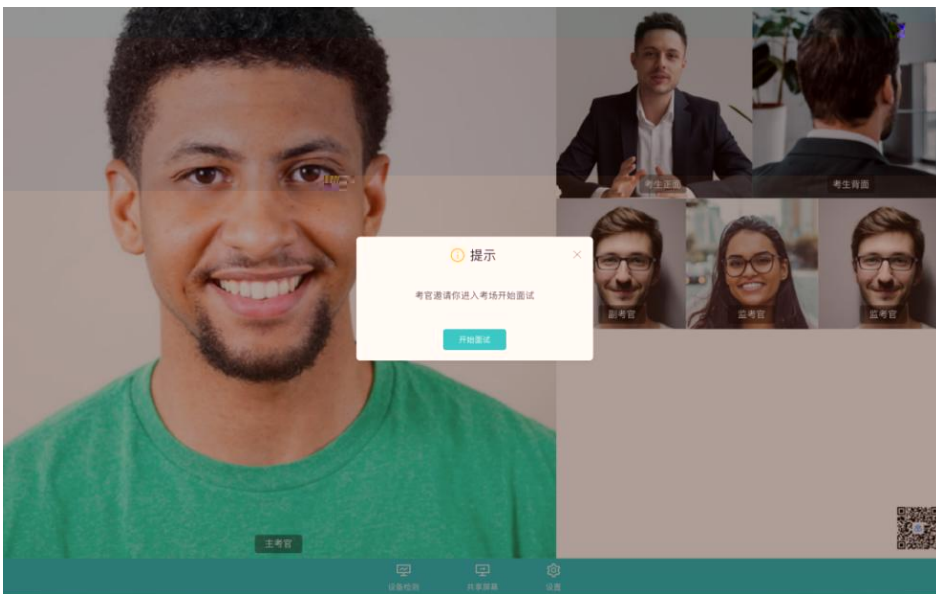 考生正面
考生背面
副考官
监考官
监考官
提示
考官邀请你进入考场开始面试
开始面试
主考官
设备检测
共享屏幕
设置